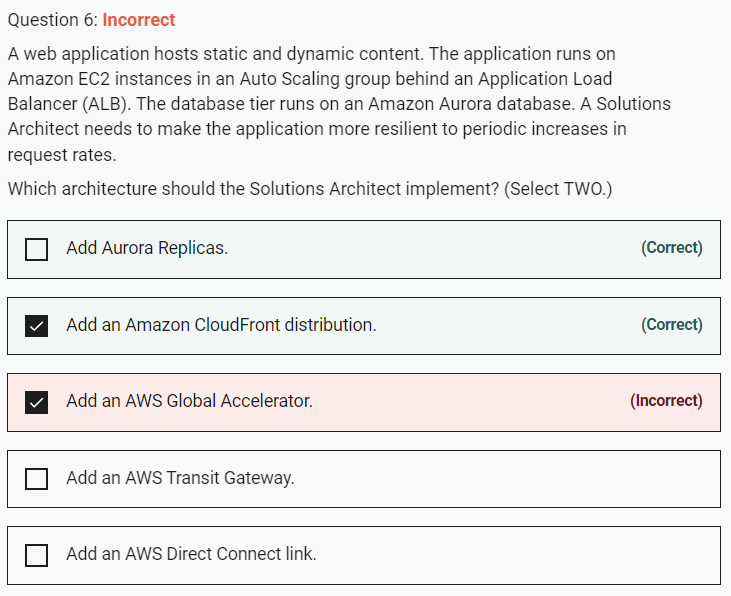 Question 6: Incorrect
A web application hosts static and dynamic content. The application runs on
Amazon EC2 instances in an Auto Scaling group behind an Application Load
Balancer (ALB). The database tier runs on an Amazon Aurora database. A Solutions
Architect needs to make the application more resilient to periodic increases in
request rates.
Which architecture should the Solutions Architect implement? (Select TWO.)
Add Aurora Replicas. (Correct)
Add an Amazon CloudFront distribution. (Correct)
Add an AWS Global Accelerator. (Incorrect)
Add an AWS Transit Gateway.
Add an AWS Direct Connect link.